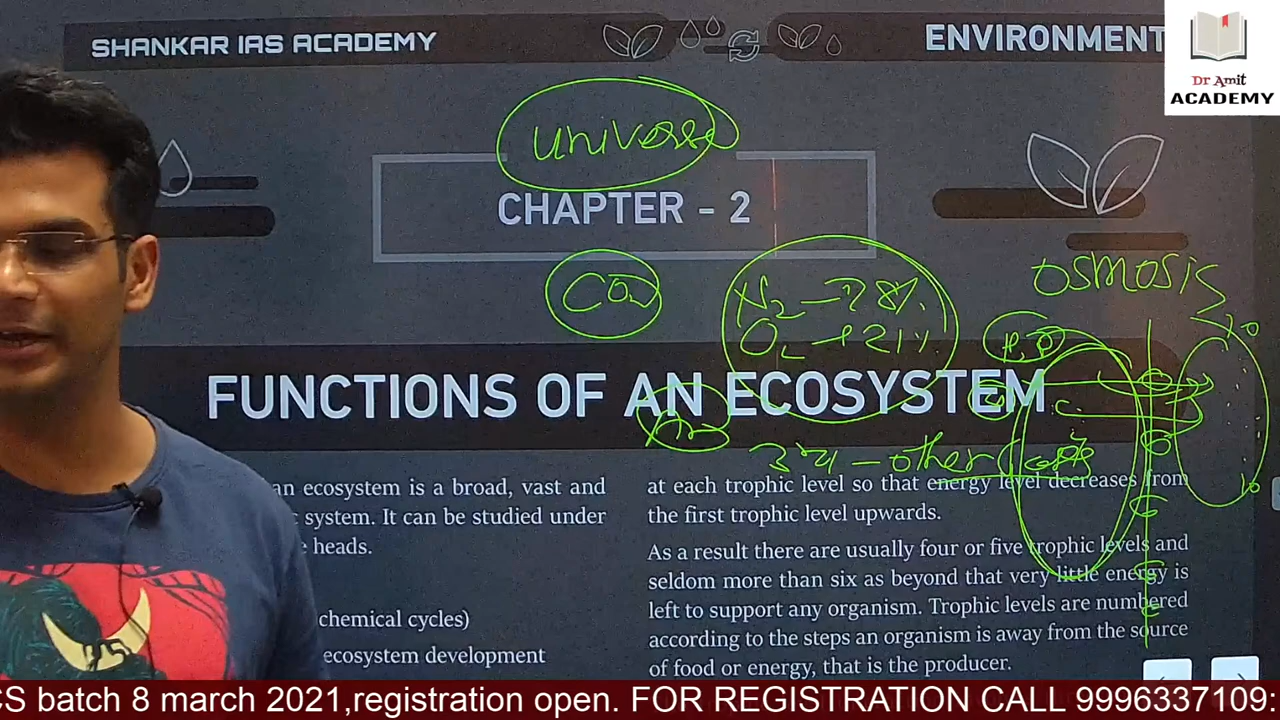 SHANKAR IAS ACADEMY
ENVIRONMENT
Dr Amit
ACADEMY
universe
CHAPTER - 2
CO2
N2 - 78%
O2 - 21%
OSMOSIS
FUNCTIONS OF AN ECOSYSTEM
other
an ecosystem is a broad, vast and
system. It can be studied under
heads.
chemical cycles)
ecosystem development
at each trophic level so that energy level decreases from
the first trophic level upwards.
As a result there are usually four or five trophic levels and
seldom more than six as beyond that very little energy is
left to support any organism. Trophic levels are numbered
according to the steps an organism is away from the source
of food or energy, that is the producer.
CS batch 8 march 2021,registration open. FOR REGISTRATION CALL 9996337109: